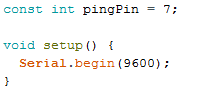 const int pingPin = 7;
void setup() {
  Serial.begin(9600);
}